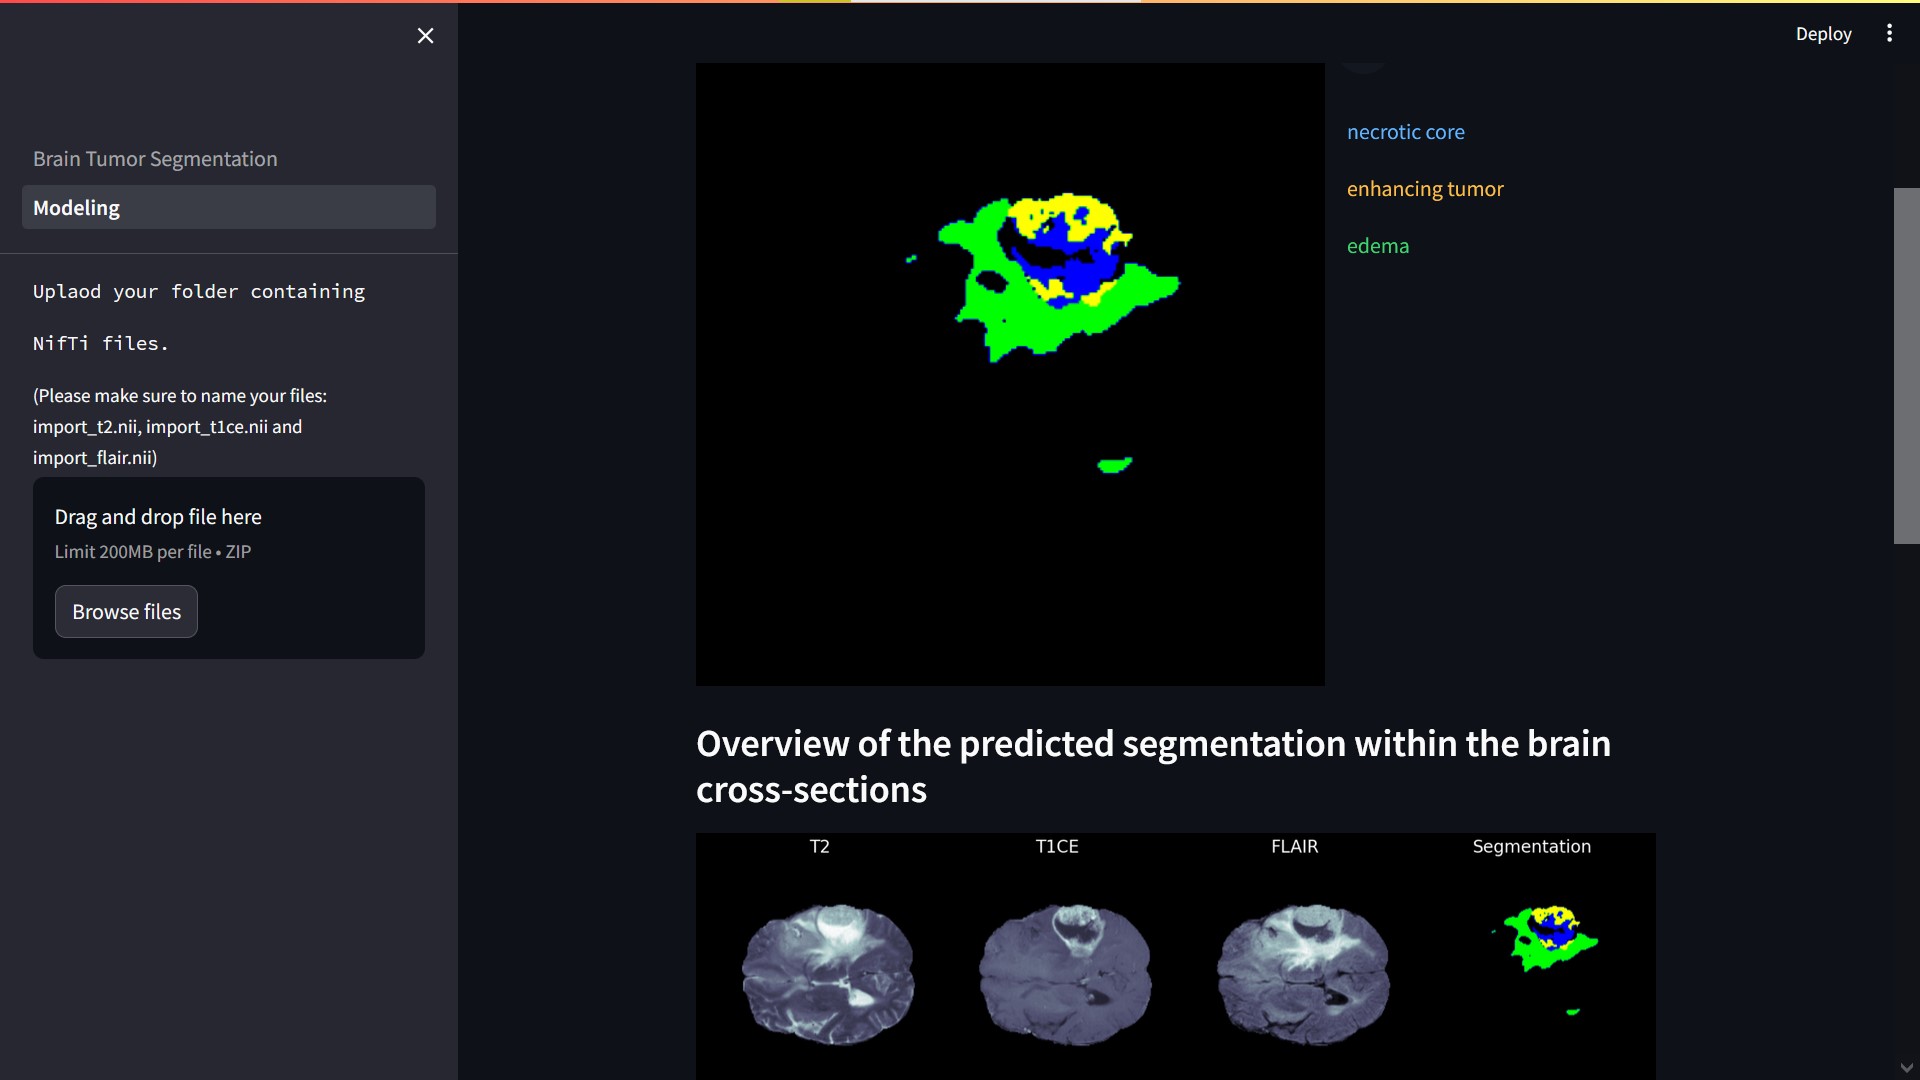 Deploy
Brain Tumor Segmentation
Modeling
Uplaod your folder containing
NifTi files.
(Please make sure to name your files:
import_t2.nii, import_t1ce.nii and
import_flair.nii)
Drag and drop file here
Limit 200MB per file • ZIP
Browse files
necrotic core
enhancing tumor
edema
Overview of the predicted segmentation within the brain
cross-sections
T2 T1CE FLAIR Segmentation